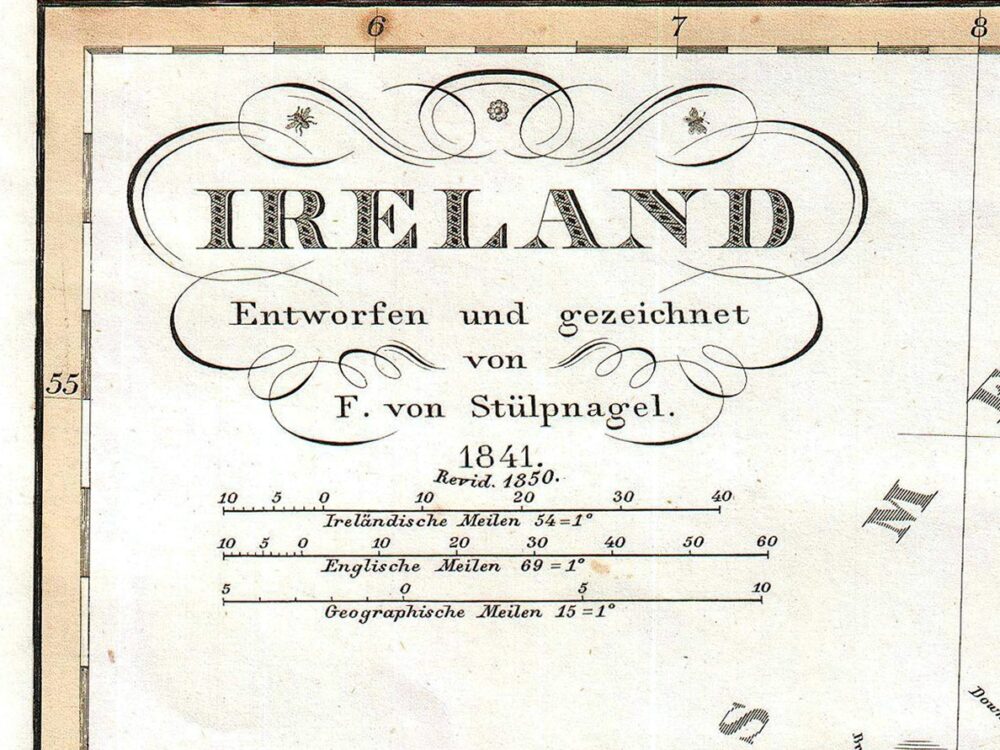 6 7 8
IRELAND
Entworfen und gezeichnet
von
F. von Stülpnagel.
55
1841.
Revid. 1850.
10 5 0 10 20 30 40
Ireländische Meilen 54=1°
10 5 0 10 20 30 40 50 60
Englische Meilen 69=1°
5 0 5 10
Geographische Meilen 15=1°
M
S